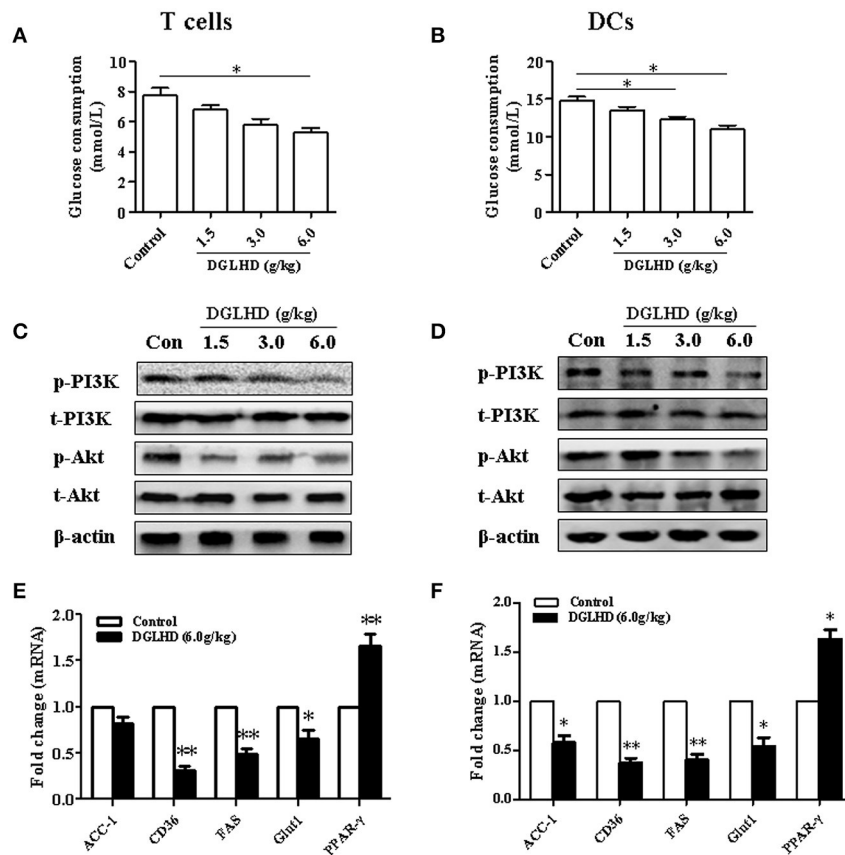 T cells
DCs
A
Glucose consumption
(mmol/L)
10
8
6
4
2
0
*
Control
1.5
3.0
6.0
DGLHD (g/kg)
B
Glucose consumption
(mmol/L)
20
15
10
5
0
*
*
Control
1.5
3.0
6.0
DGLHD (g/kg)
C
DGLHD (g/kg)
Con 1.5 3.0 6.0
p-PI3K
t-PI3K
p-Akt
t-Akt
β-actin
D
DGLHD (g/kg)
Con 1.5 3.0 6.0
p-PI3K
t-PI3K
p-Akt
t-Akt
β-actin
E
Fold change (mRNA)
2.0
1.5
1.0
0.5
0.0
Control
DGLHD (6.0g/kg)
**
**
*
**
ACC-1
CD36
FAS
Glut1
PPAR-γ
F
Fold change (mRNA)
2.0
1.5
1.0
0.5
0.0
Control
DGLHD (6.0g/kg)
*
**
**
*
*
ACC-1
CD36
FAS
Glut1
PPAR-γ